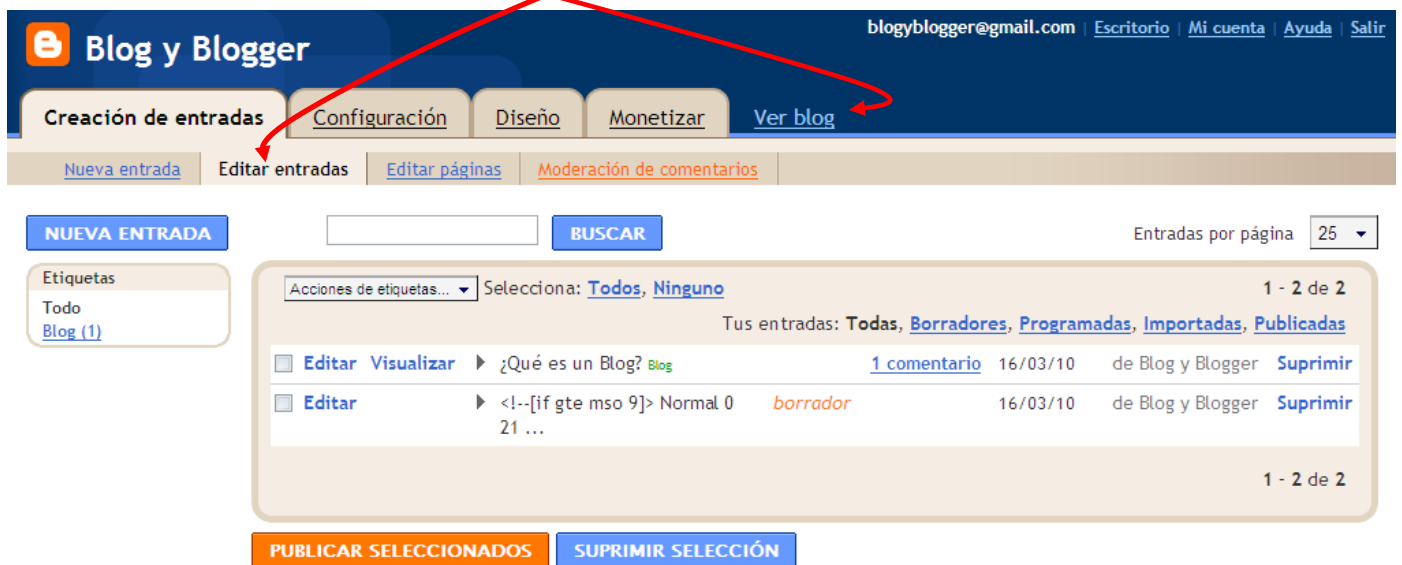 blogyblogger@gmail.com | Escritorio | Mi cuenta | Ayuda | Salir
Blog y Blogger
Creación de entradas Configuración Diseño Monetizar Ver blog
Nueva entrada Editar entradas Editar páginas Moderación de comentarios
NUEVA ENTRADA BUSCAR Entradas por página 25
Etiquetas
Todo
Blog (1)
Acciones de etiquetas... Selecciona: Todos, Ninguno 1 - 2 de 2
Tus entradas: Todas, Borradores, Programadas, Importadas, Publicadas
Editar Visualizar ¿Qué es un Blog? Blog 1 comentario 16/03/10 de Blog y Blogger Suprimir
Editar <!--[if gte mso 9]> Normal 0 borrador 16/03/10 de Blog y Blogger Suprimir
21 ...
1 - 2 de 2
PUBLICAR SELECCIONADOS SUPRIMIR SELECCIÓN